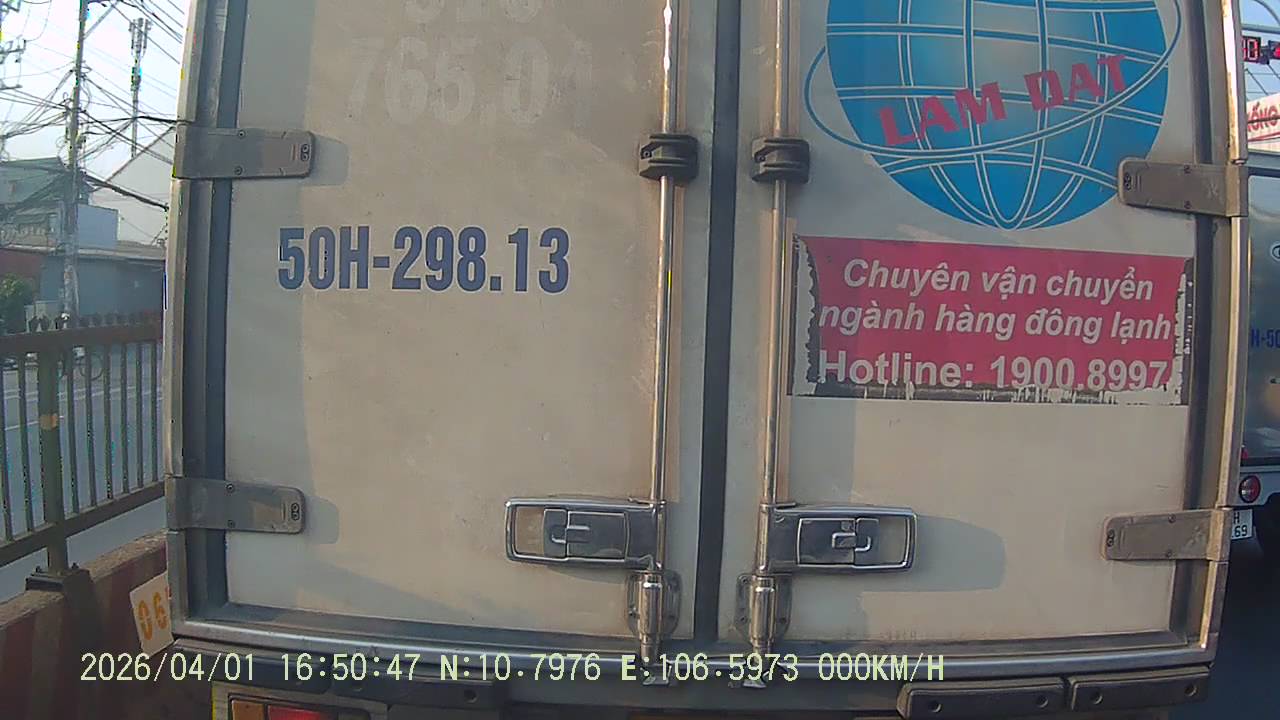 765.0
50H-298.13
LAM DAT
Chuyên vận chuyển
ngành hàng đông lạnh
Hotline: 1900.8997
2026/04/01 16:50:47 N:10.7976 E:106.5973 000KM/H